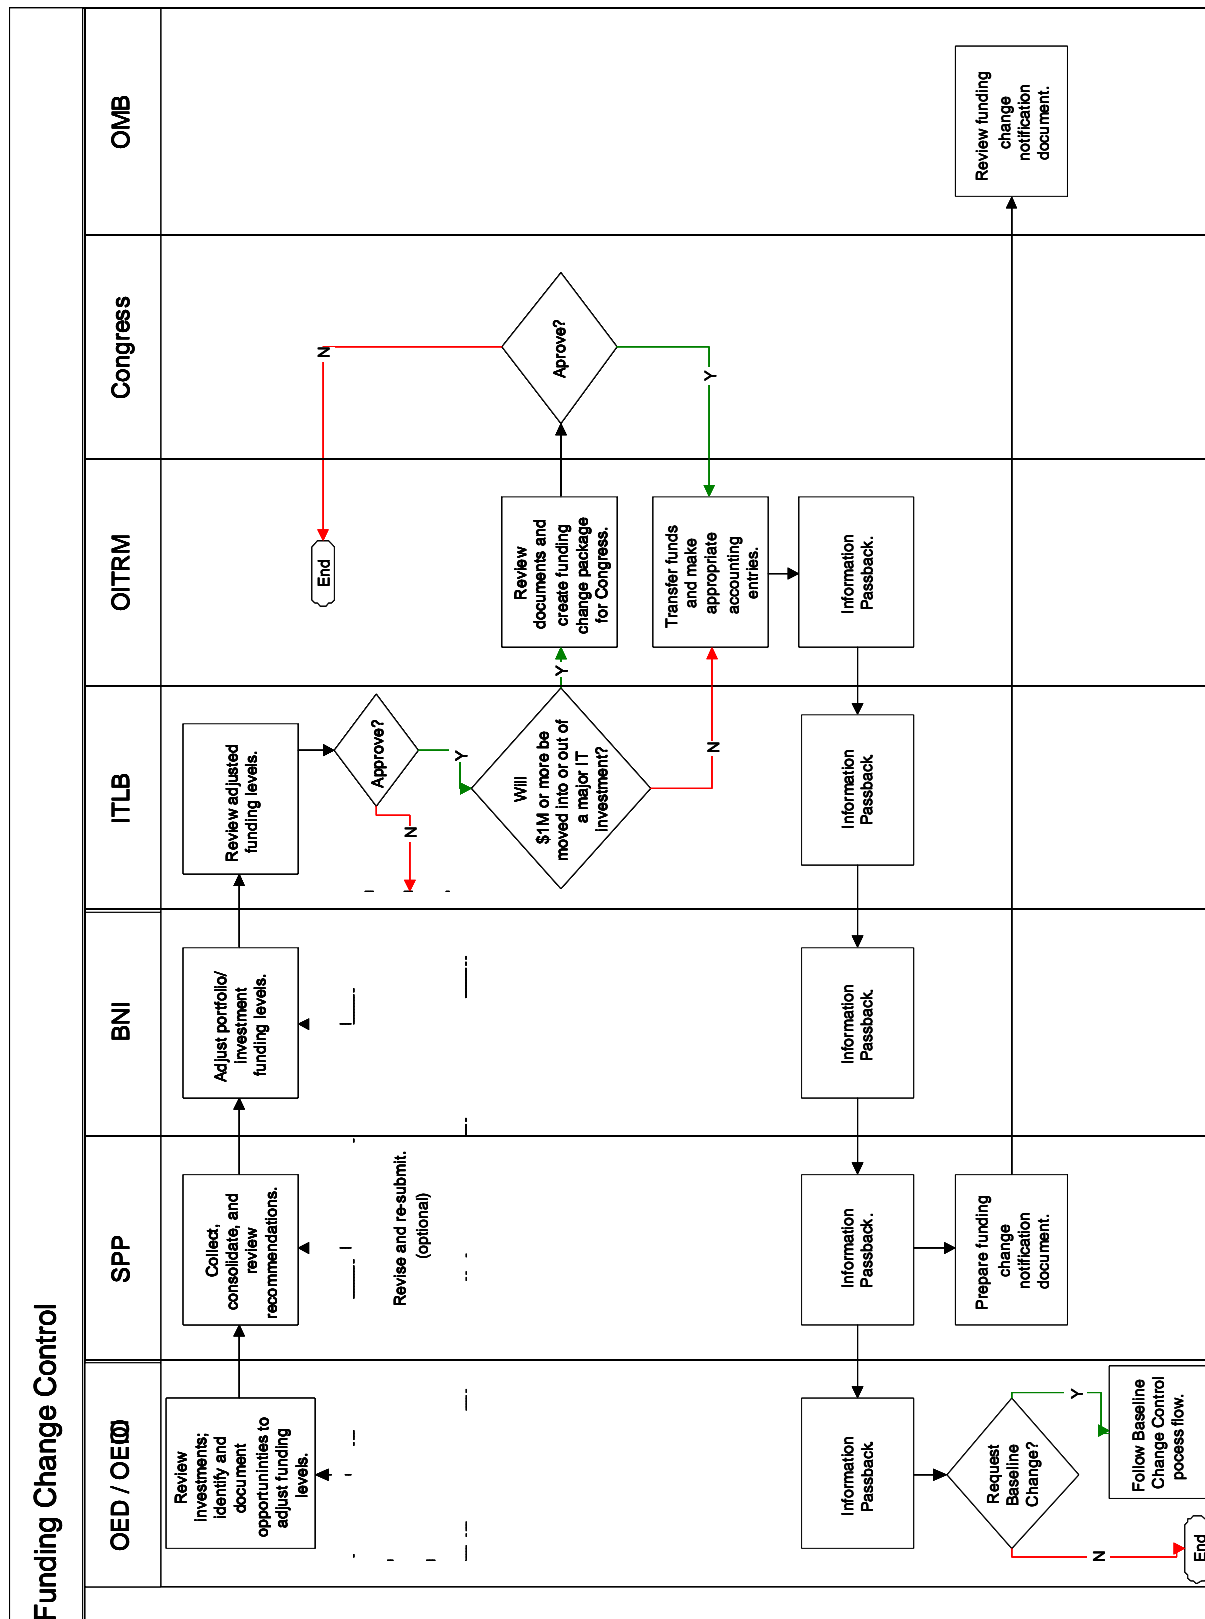 Funding Change Control
OMB
Congress
OITRM
ITLB
BNI
SPP
OED / OEDCI
Review
investments;
identify and
document
opportuninties to
adjust funding
levels.
Collect,
consolidate, and
review
recommendations.
Adjust portfolio/
investment
funding levels.
Review adjusted
funding levels.
Approve?
N
Y
Revise and re-submit.
(optional)
Will
$1M or more be
moved into or out of
a major IT
investment?
Y
N
Review
documents and
create funding
change package
for Congress.
Aprove?
N
End
Y
Transfer funds
and make
appropriate
accounting
entries.
Information
Passback.
Information
Passback.
Information
Passback.
Information
Passback.
Information
Passback.
Prepare funding
change
notification
document.
Review funding
change
notification
document.
Request
Baseline
Change?
Y
N
Follow Baseline
Change Control
pocess flow.
End